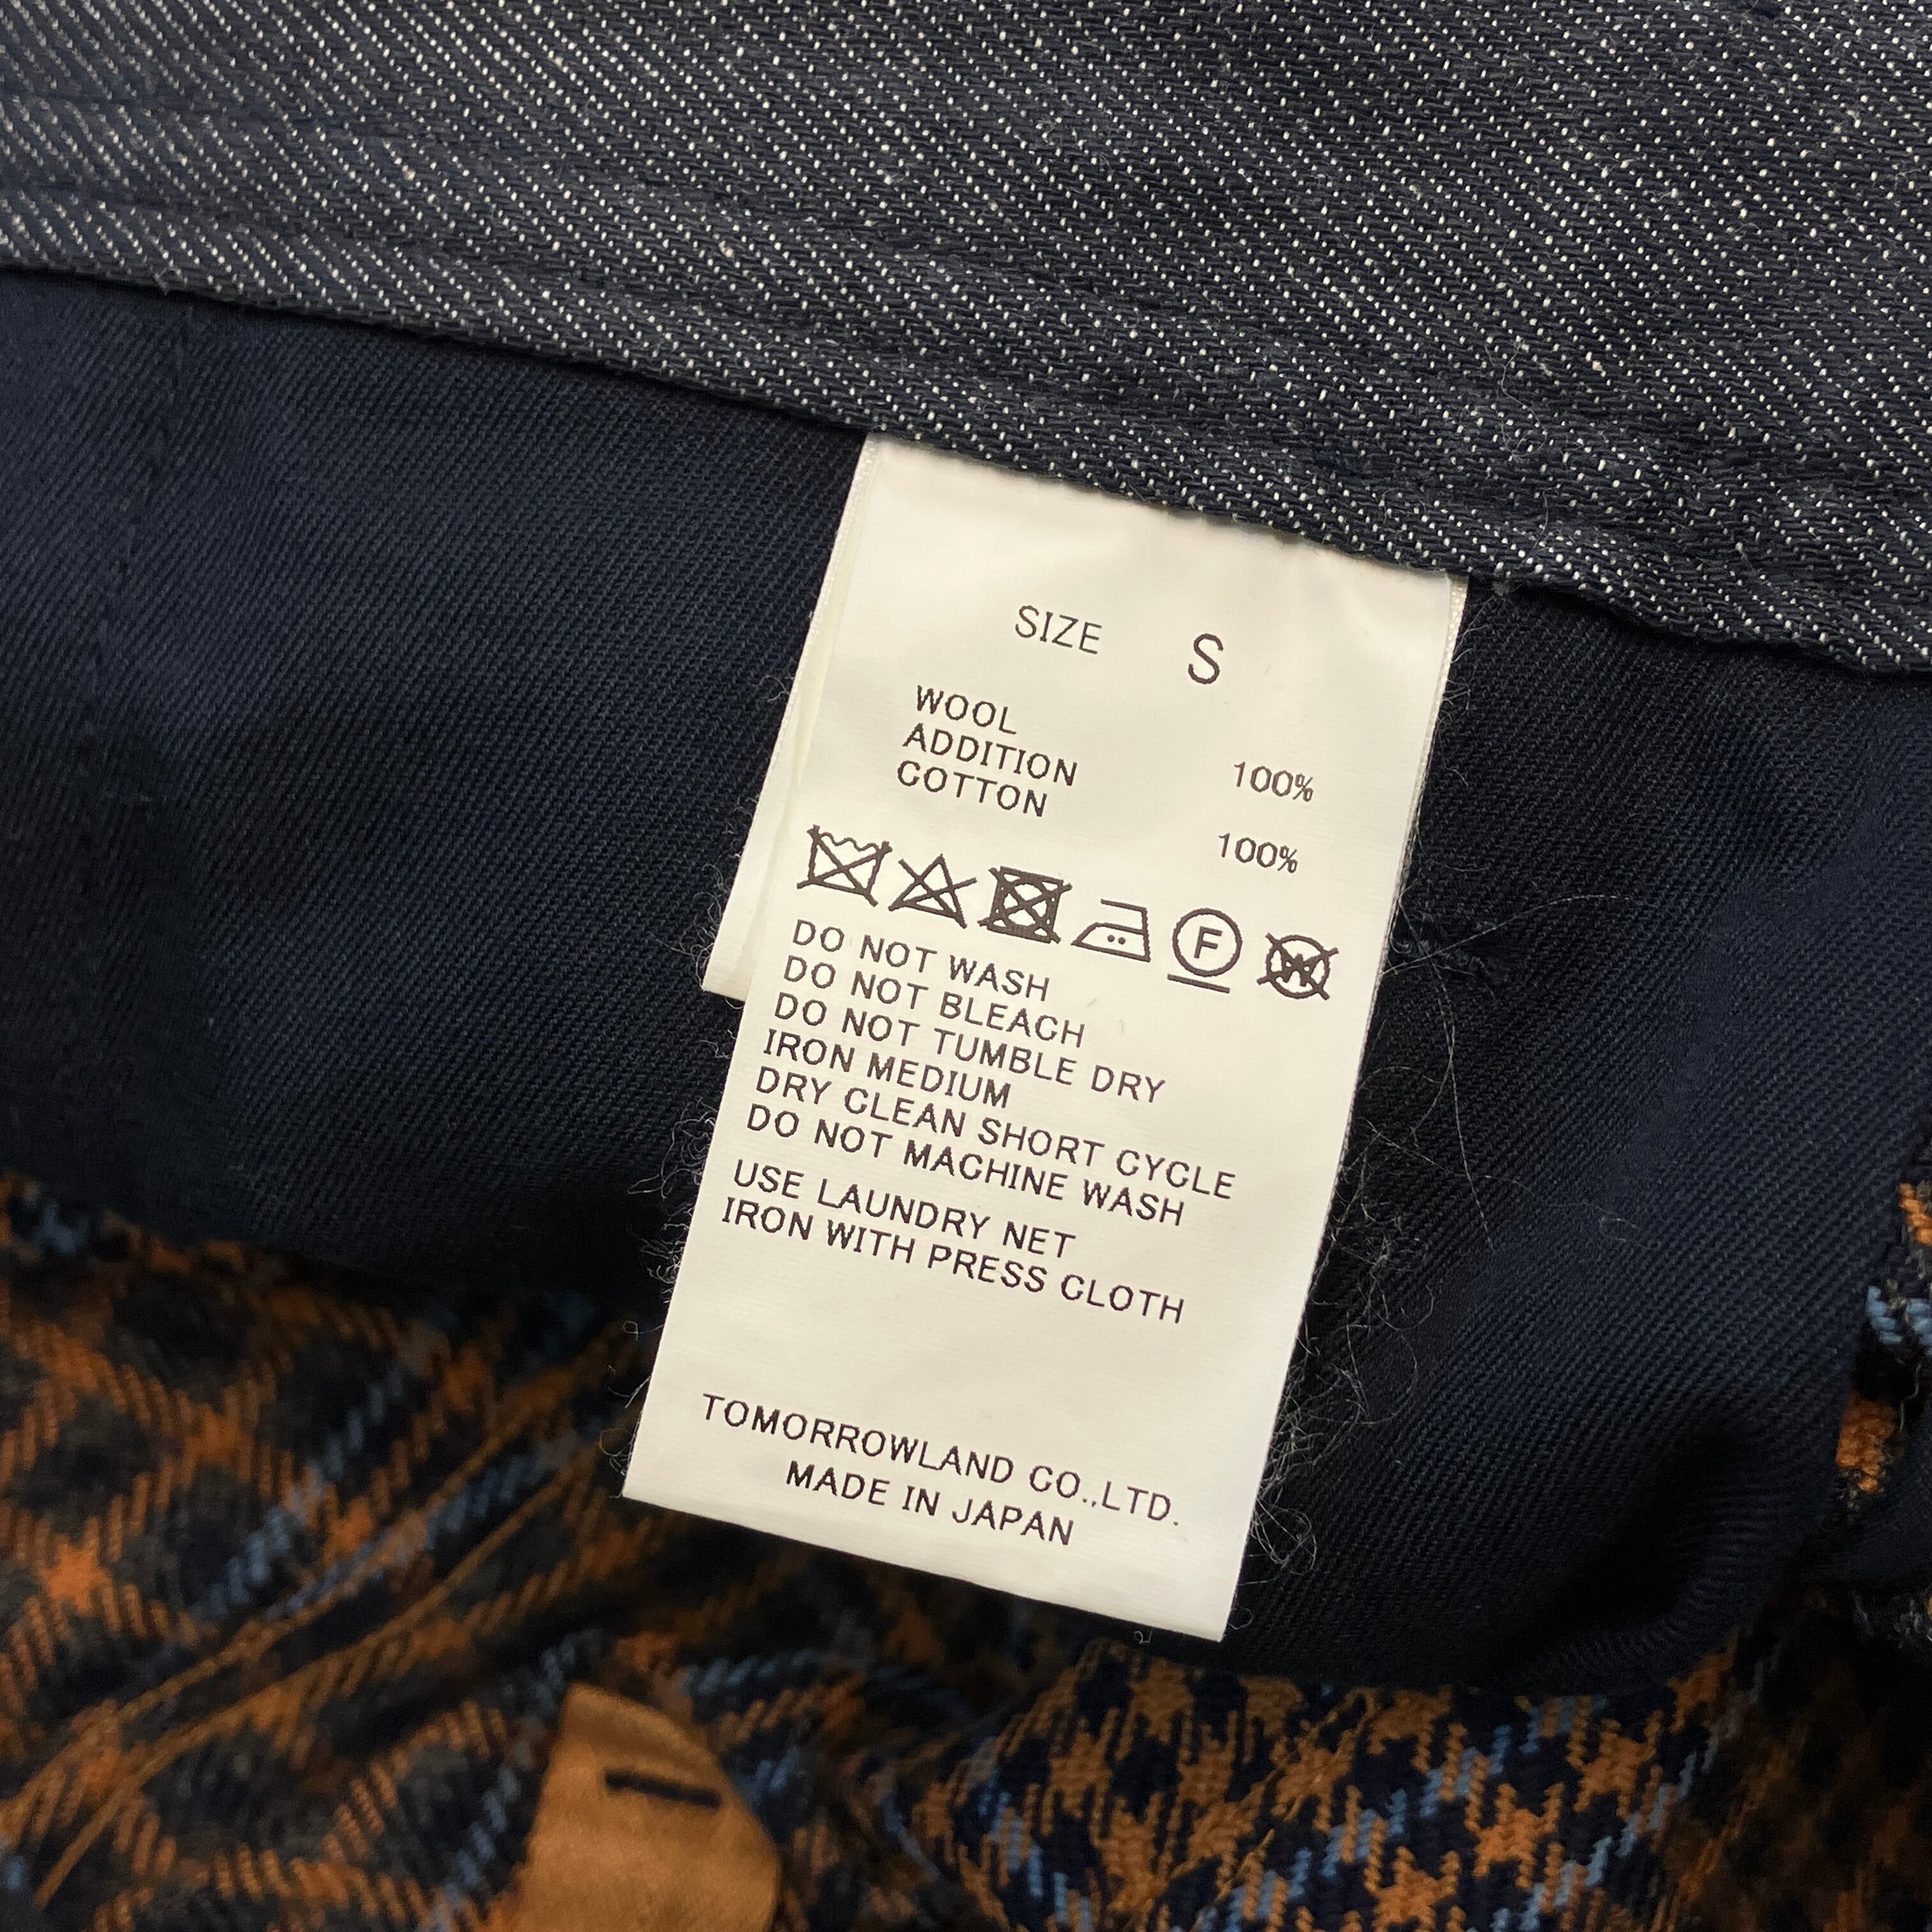 SIZE S
WOOL 100%
ADDITION
COTTON 100%
F W
DO NOT WASH
DO NOT BLEACH
DO NOT TUMBLE DRY
IRON MEDIUM
DRY CLEAN SHORT CYCLE
DO NOT MACHINE WASH
USE LAUNDRY NET
IRON WITH PRESS CLOTH
TOMORROWLAND CO.,LTD.
MADE IN JAPAN